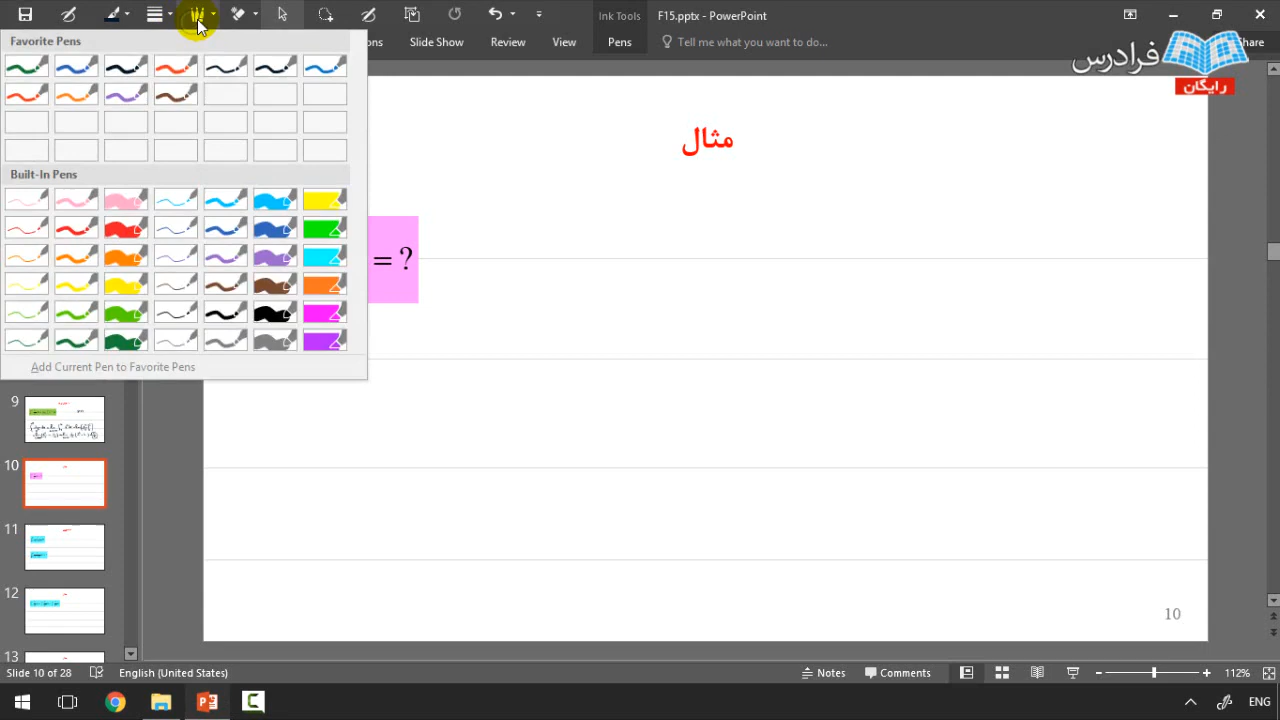 Ink Tools
F15.pptx - PowerPoint
ons
Slide Show
Review
View
Pens
Tell me what you want to do...
Share
فرادرس
رایگان
Favorite Pens
Built-In Pens
Add Current Pen to Favorite Pens
مثال
= ?
10
9
10
11
12
13
Slide 10 of 28
English (United States)
Notes
Comments
112%
ENG